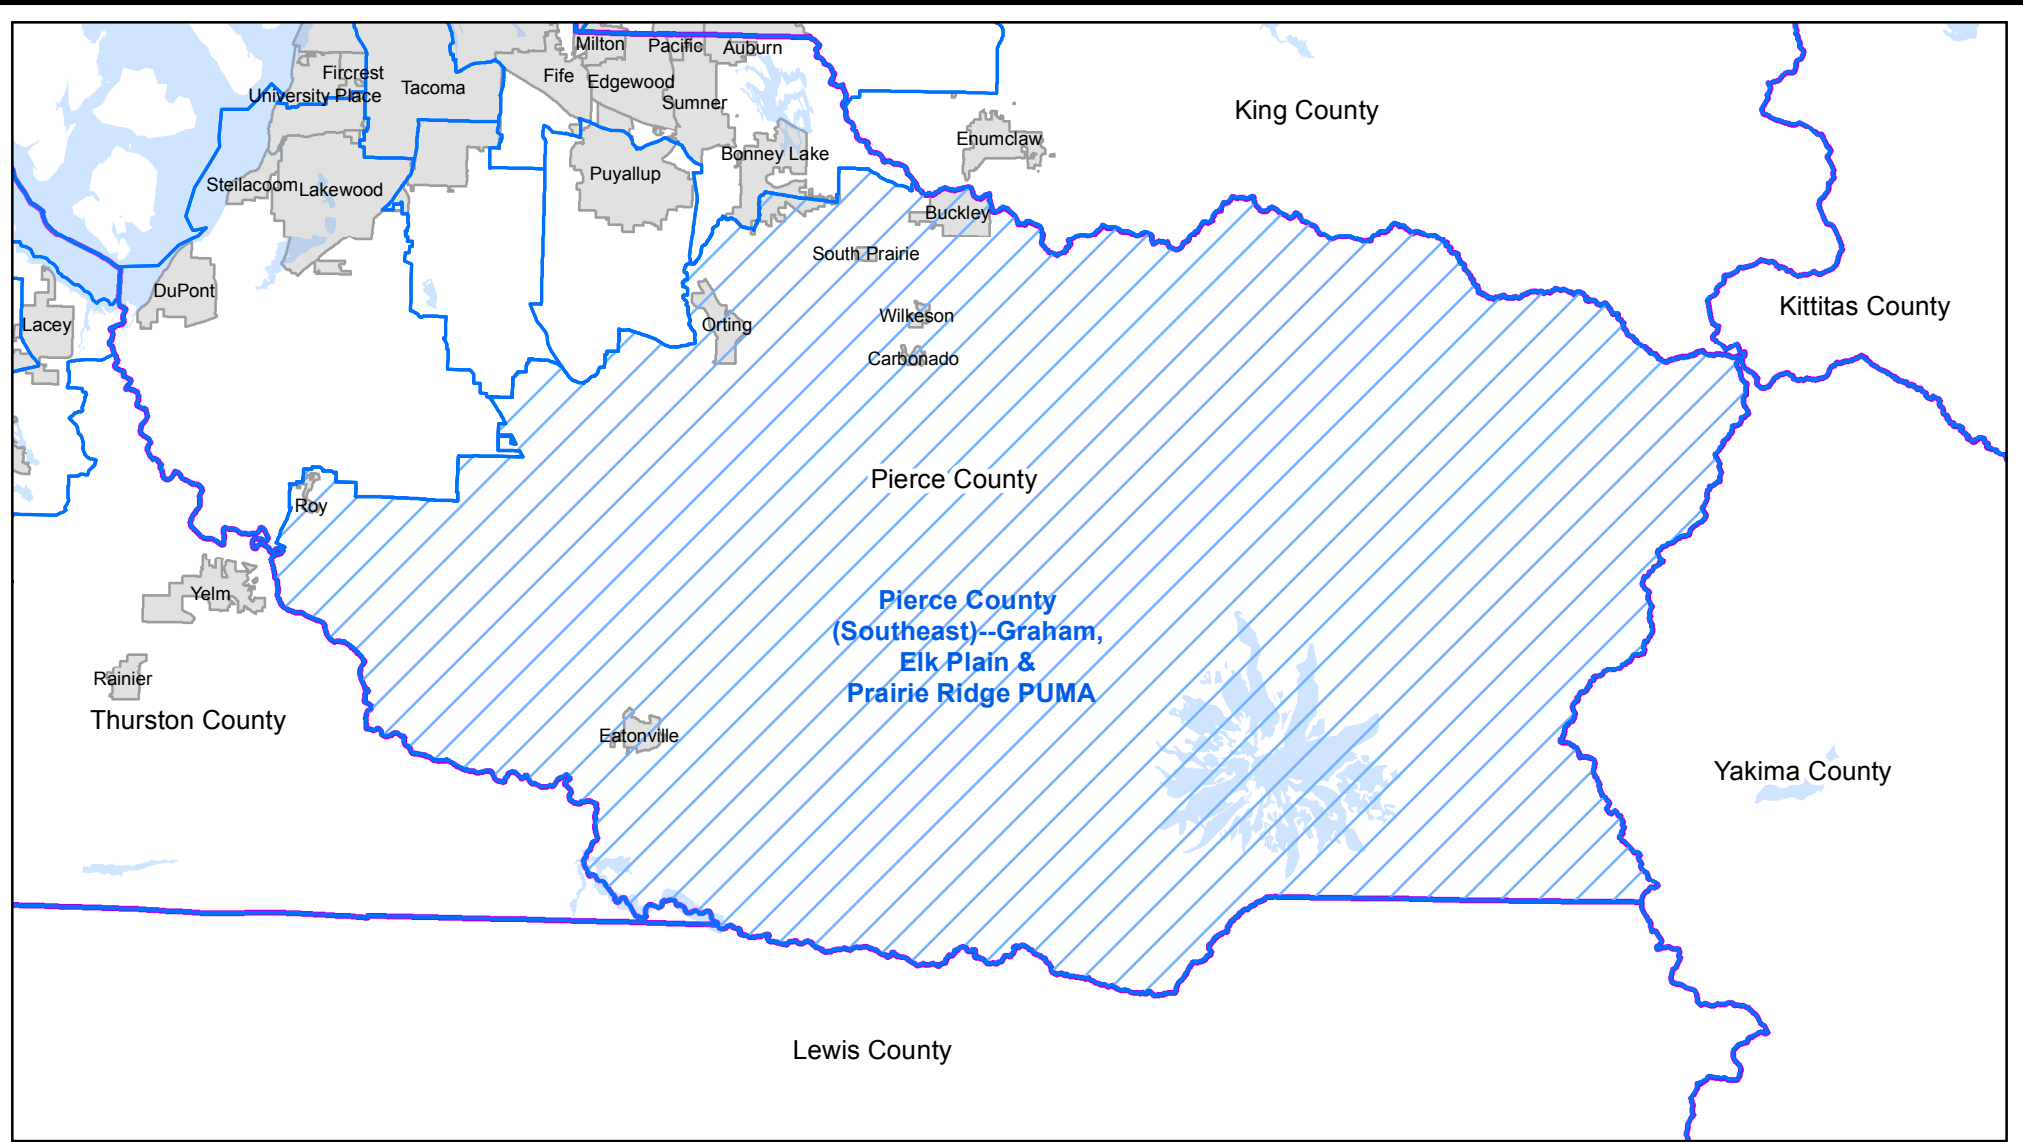 Milton
Pacific
Auburn
Fircrest
Fife
Edgewood
University Place
Tacoma
Sumner
King County
Enumclaw
Bonney Lake
Puyallup
Steilacoom
Lakewood
Buckley
South Prairie
DuPont
Kittitas County
Lacey
Orting
Wilkeson
Carbonado
Pierce County
Roy
Yelm
Pierce County
(Southeast)--Graham,
Elk Plain &
Prairie Ridge PUMA
Rainier
Thurston County
Eatonville
Yakima County
Lewis County